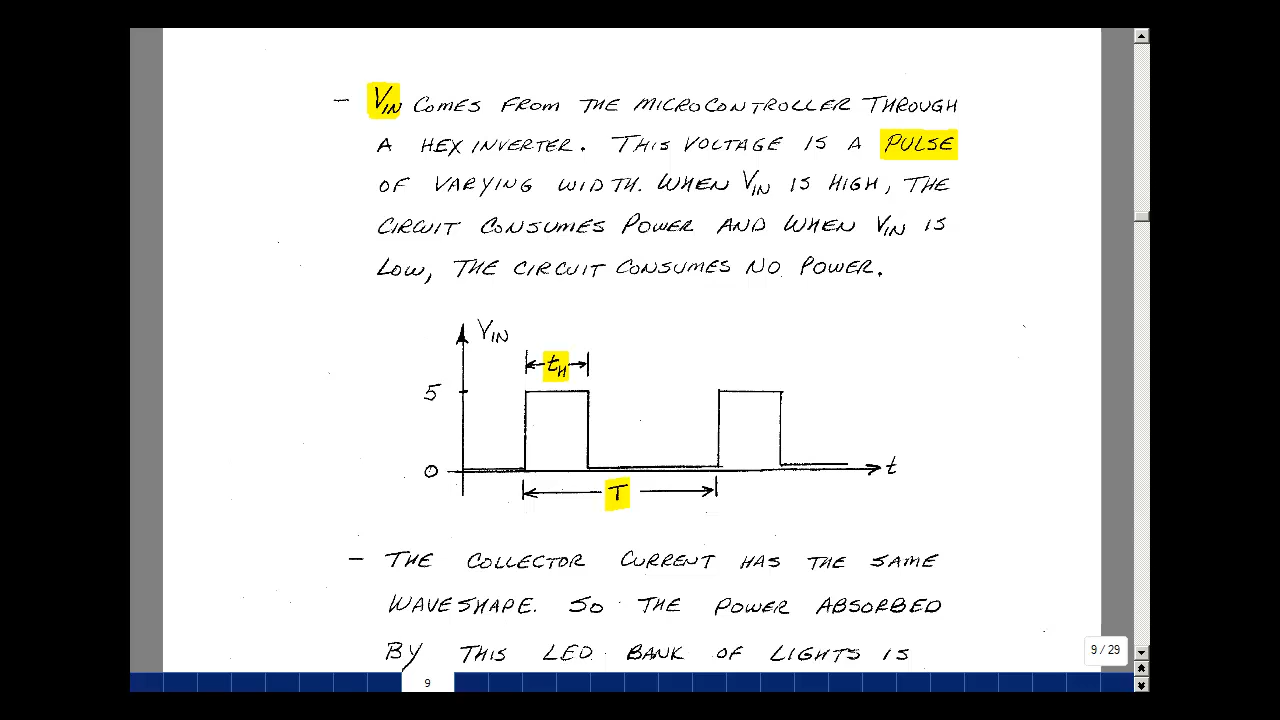 - VIN COMES FROM THE MICROCONTROLLER THROUGH
A HEX INVERTER. THIS VOLTAGE IS A PULSE
OF VARYING WIDTH. WHEN VIN IS HIGH, THE
CIRCUIT CONSUMES POWER AND WHEN VIN IS
LOW, THE CIRCUIT CONSUMES NO POWER.
VIN
tH
5
0
t
T
- THE COLLECTOR CURRENT HAS THE SAME
WAVESHAPE. SO THE POWER ABSORBED
BY THIS LED BANK OF LIGHTS IS
9 / 29
9